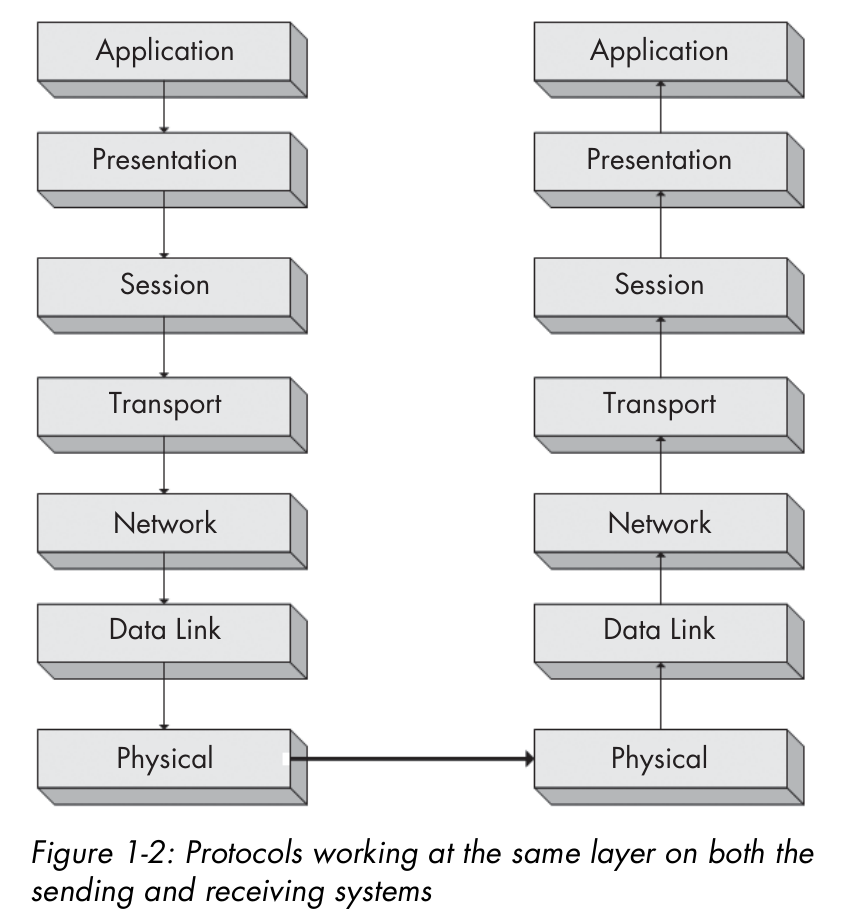 Application
Application
Presentation
Presentation
Session
Session
Transport
Transport
Network
Network
Data Link
Data Link
Physical
Physical
Figure 1-2: Protocols working at the same layer on both the
sending and receiving systems